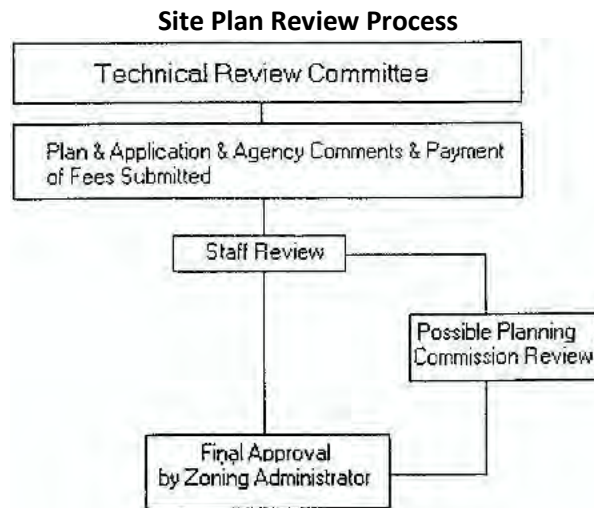 Site Plan Review Process
Technical Review Committee
Plan & Application & Agency Comments & Payment
of Fees Submitted
Staff Review
Possible Planning
Commission Review
Final Approval
by Zoning Administrator